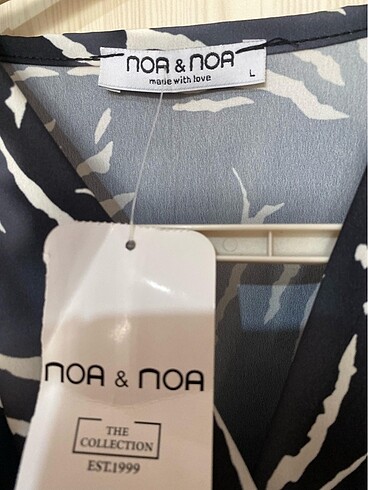 noa & noa
made with love
L
noa & noa
THE
COLLECTION
EST.1999